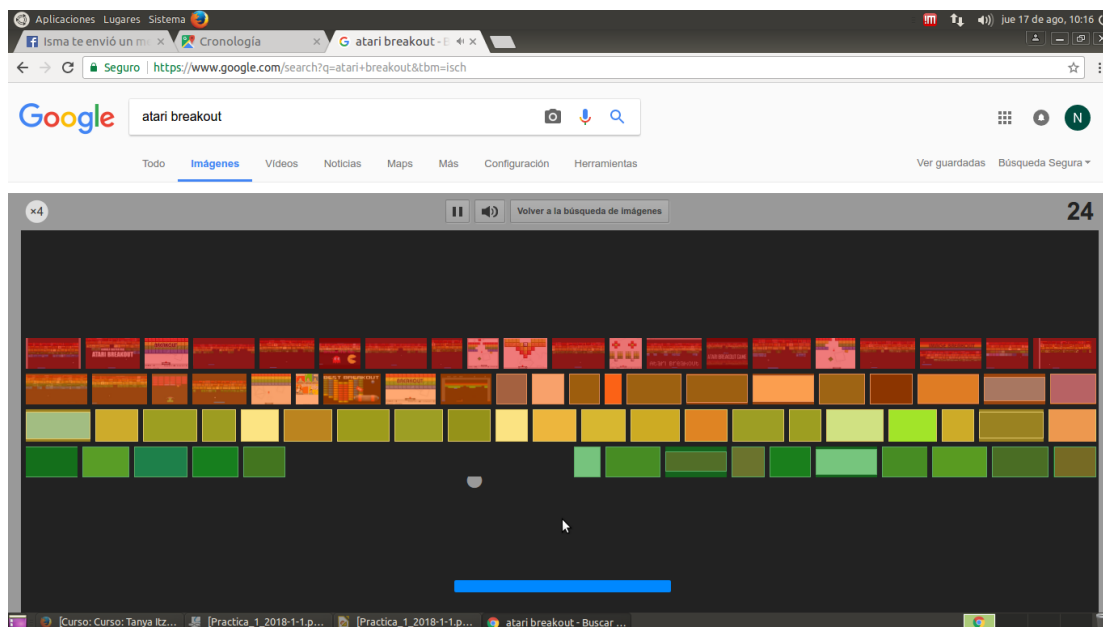 Aplicaciones Lugares Sistema jue 17 de ago, 10:16
Isma te envió un m Cronología atari breakout - B
Seguro https://www.google.com/search?q=atari+breakout&tbm=isch
Google atari breakout N
Todo Imágenes Vídeos Noticias Maps Más Configuración Herramientas Ver guardadas Búsqueda Segura
×4 Volver a la búsqueda de imágenes 24
ATARI BREAKOUT
[Curso: Curso: Tanya Itz... [Practica_1_2018-1-1.p... [Practica_1_2018-1-1.p... atari breakout - Buscar ...